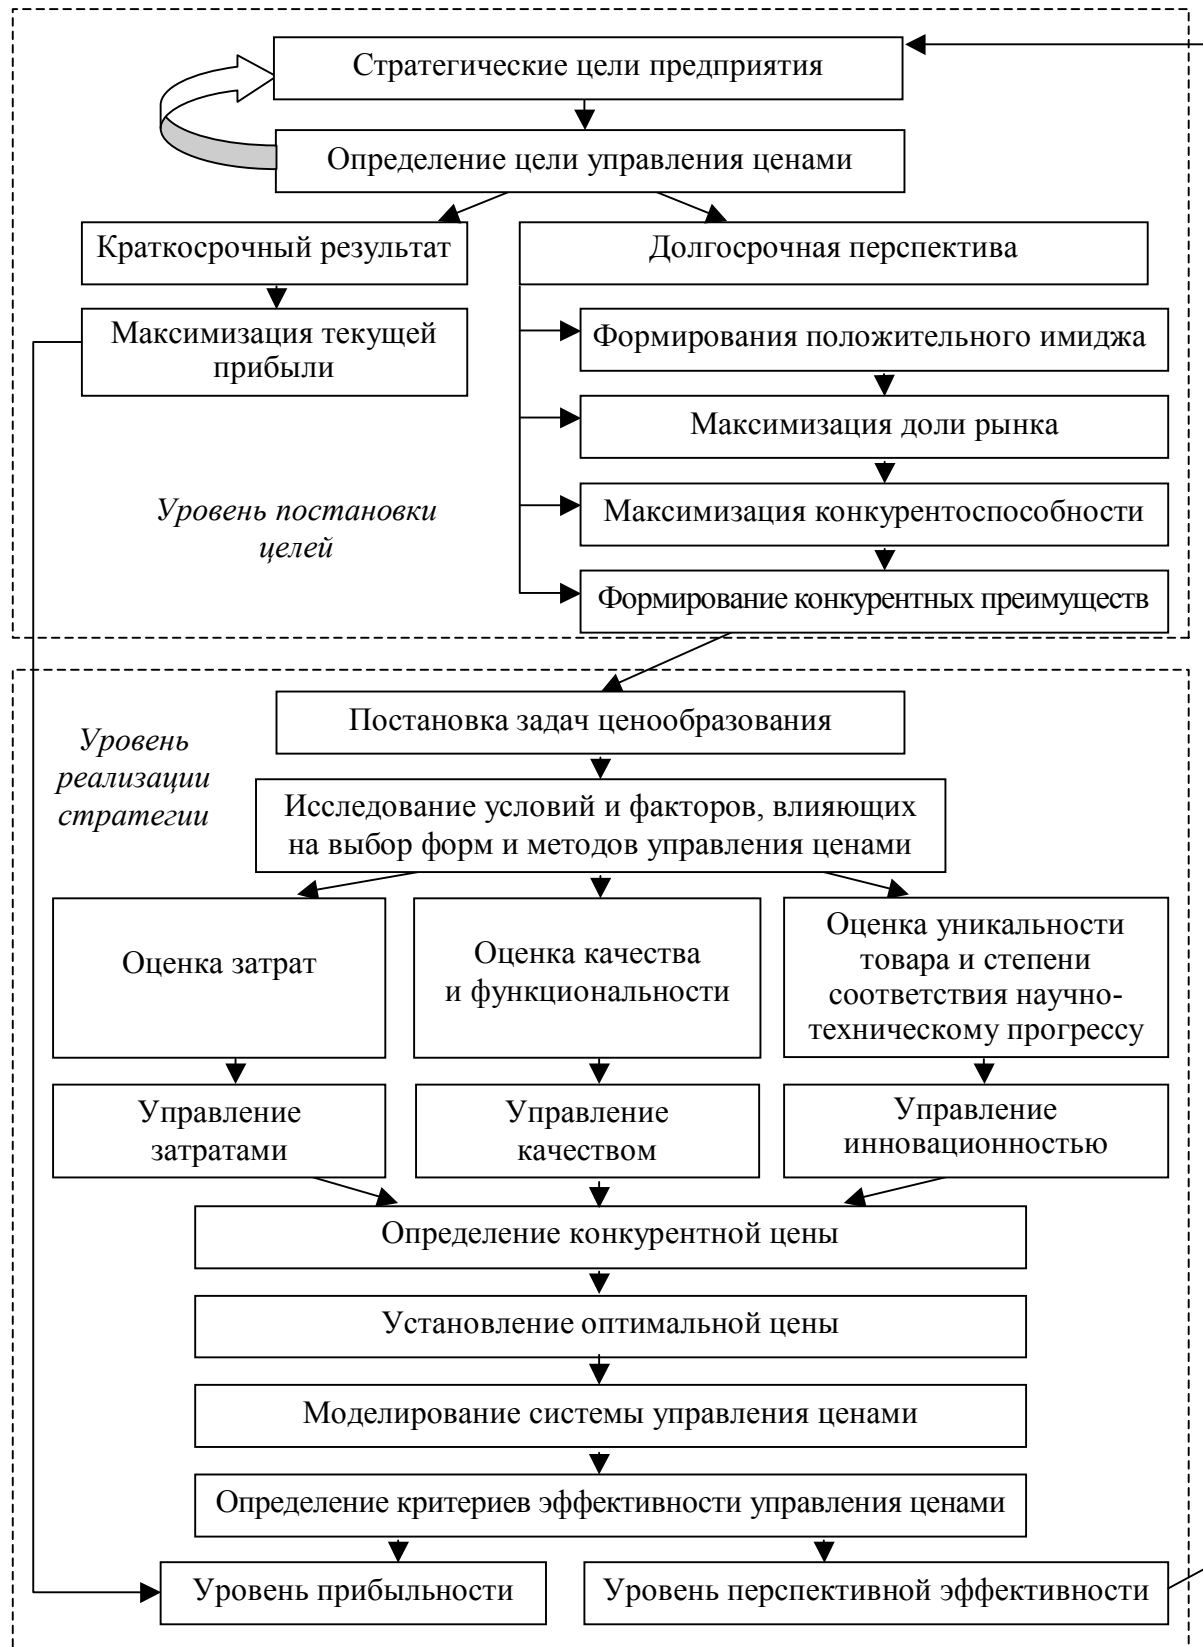 Стратегические цели предприятия
Определение цели управления ценами
Краткосрочный результат
Долгосрочная перспектива
Максимизация текущей
прибыли
Формирования положительного имиджа
Максимизация доли рынка
Максимизация конкурентоспособности
Формирование конкурентных преимуществ
Уровень постановки
целей
Постановка задач ценообразования
Уровень
реализации
стратегии
Исследование условий и факторов, влияющих
на выбор форм и методов управления ценами
Оценка затрат
Оценка качества
и функциональности
Оценка уникальности
товара и степени
соответствия научно-
техническому прогрессу
Управление
затратами
Управление
качеством
Управление
инновационностью
Определение конкурентной цены
Установление оптимальной цены
Моделирование системы управления ценами
Определение критериев эффективности управления ценами
Уровень прибыльности
Уровень перспективной эффективности